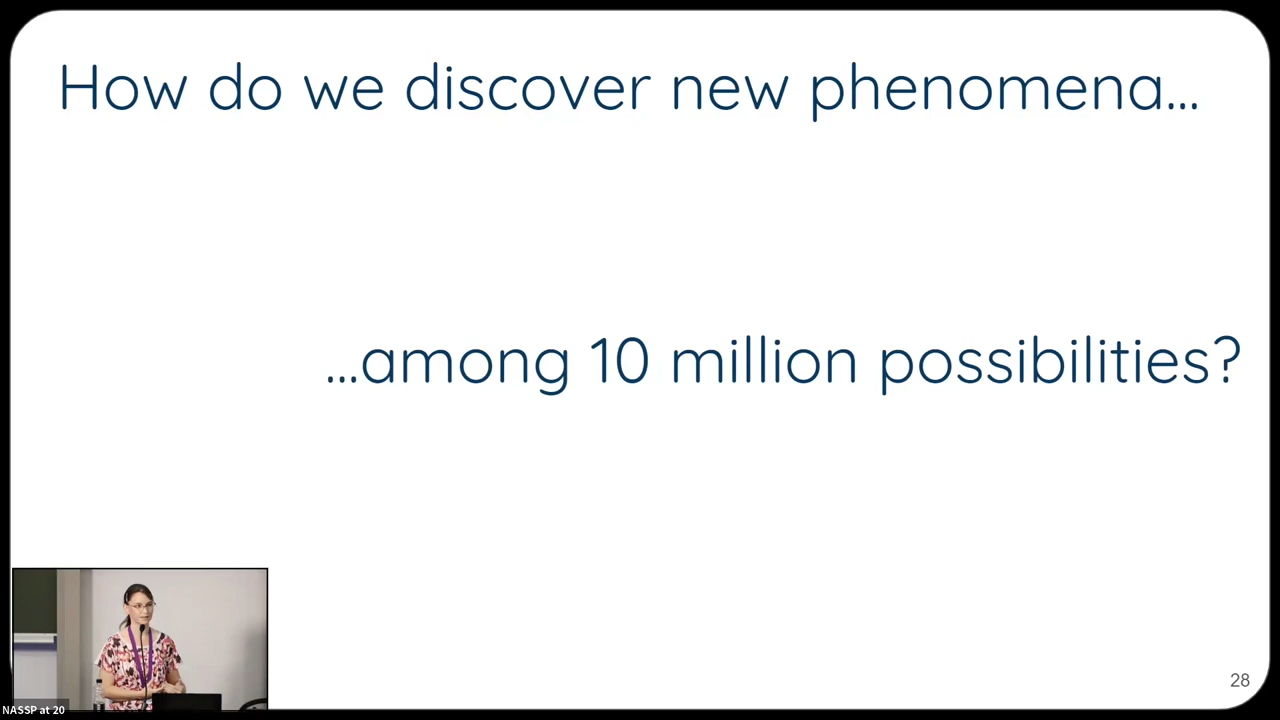 How do we discover new phenomena...
...among 10 million possibilities?
28
NASSP at 20